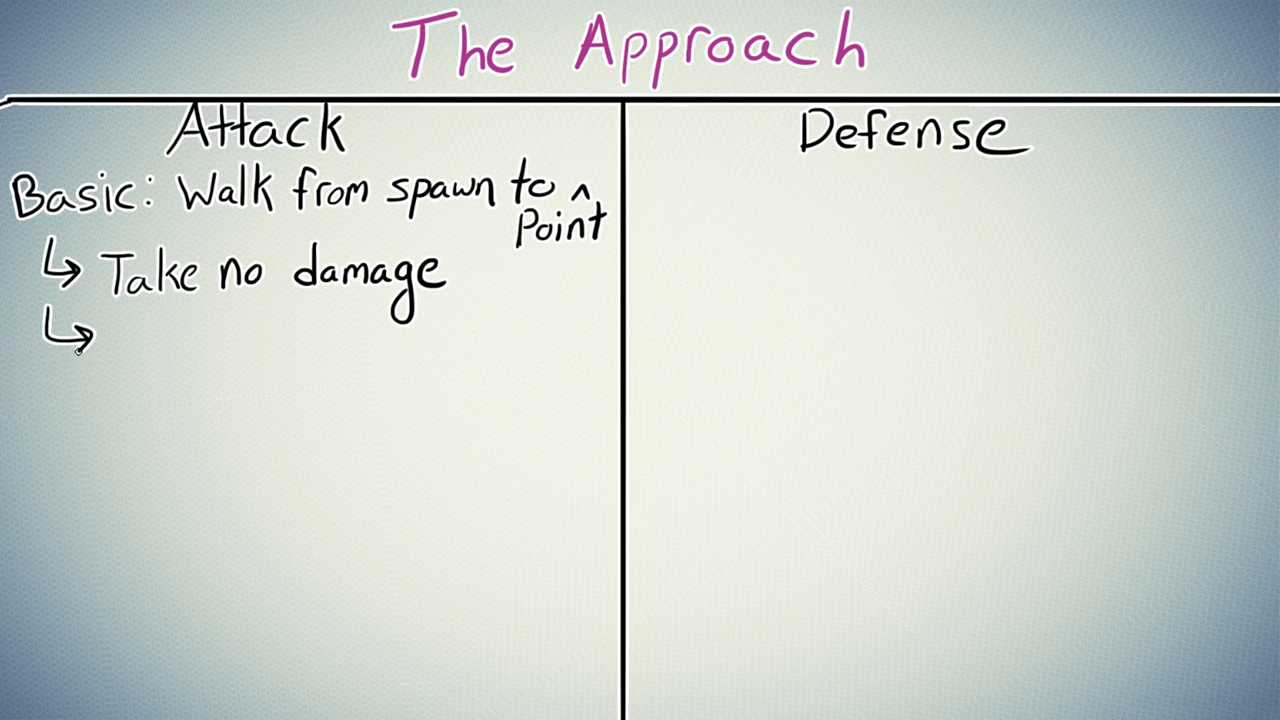 The Approach
Attack
Basic: Walk from spawn to ^
Point
↳ Take no damage
↳
Defense